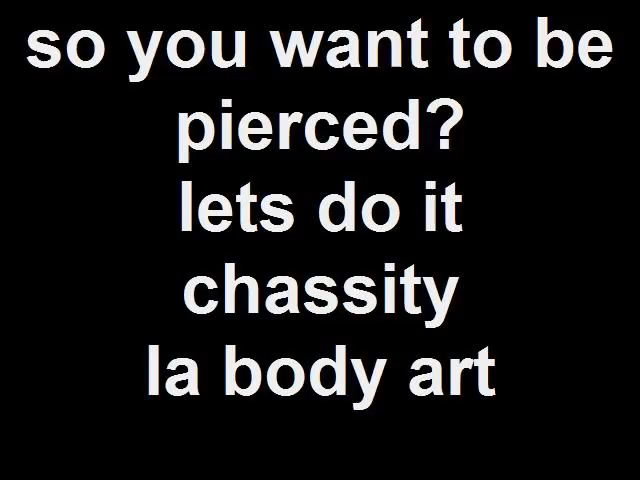 so you want to be
pierced?
lets do it
chassity
la body art